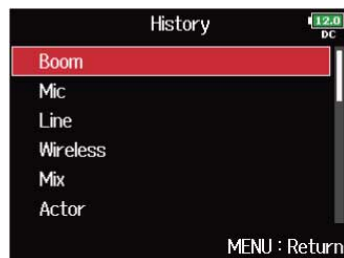 History
12.0
DC
Boom
Mic
Line
Wireless
Mix
Actor
MENU : Return